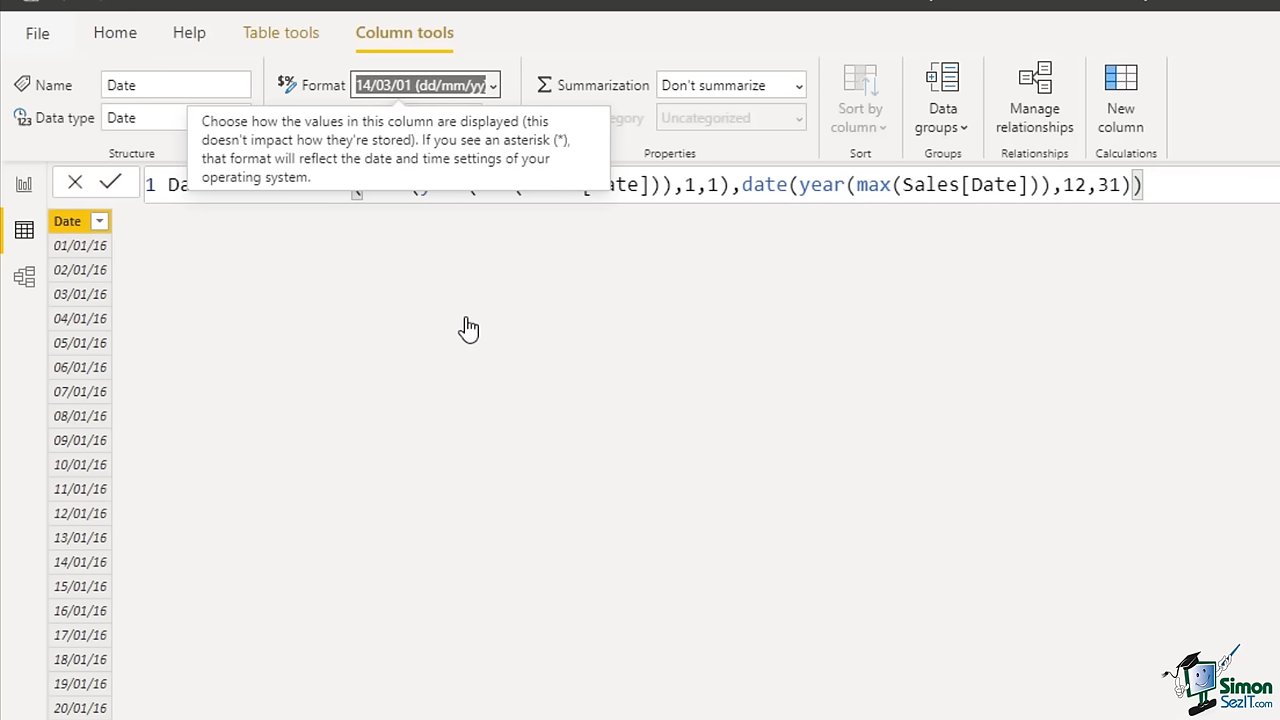 File Home Help Table tools Column tools
Name Date Format 14/03/01 (dd/mm/yy) Summarization Don't summarize Sort by column Data groups Manage relationships New column
Data type Date Uncategorized
Choose how the values in this column are displayed (this
doesn't impact how they're stored). If you see an asterisk (*),
that format will reflect the date and time settings of your
operating system.
Structure Properties Sort Groups Relationships Calculations
1 Da ate])),1,1),date(year(max(Sales[Date])),12,31))
Date
01/01/16
02/01/16
03/01/16
04/01/16
05/01/16
06/01/16
07/01/16
08/01/16
09/01/16
10/01/16
11/01/16
12/01/16
13/01/16
14/01/16
15/01/16
16/01/16
17/01/16
18/01/16
19/01/16
20/01/16
Simon
SezIT.com